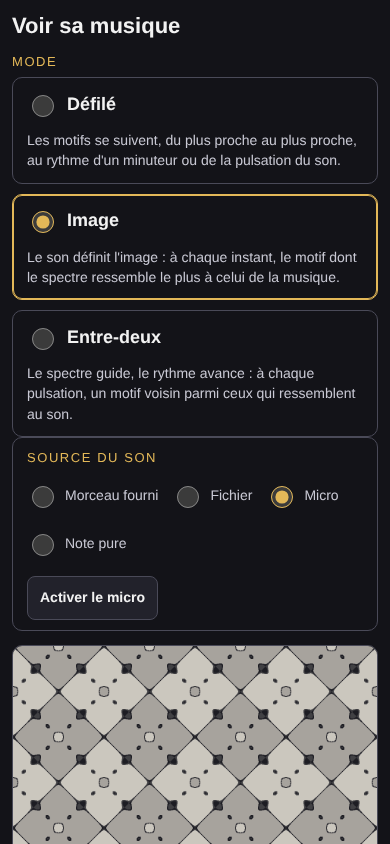 Voir sa musique
MODE
Défilé
Les motifs se suivent, du plus proche au plus proche,
au rythme d'un minuteur ou de la pulsation du son.
Image
Le son définit l'image : à chaque instant, le motif dont
le spectre ressemble le plus à celui de la musique.
Entre-deux
Le spectre guide, le rythme avance : à chaque
pulsation, un motif voisin parmi ceux qui ressemblent
au son.
SOURCE DU SON
Morceau fourni Fichier Micro
Note pure
Activer le micro